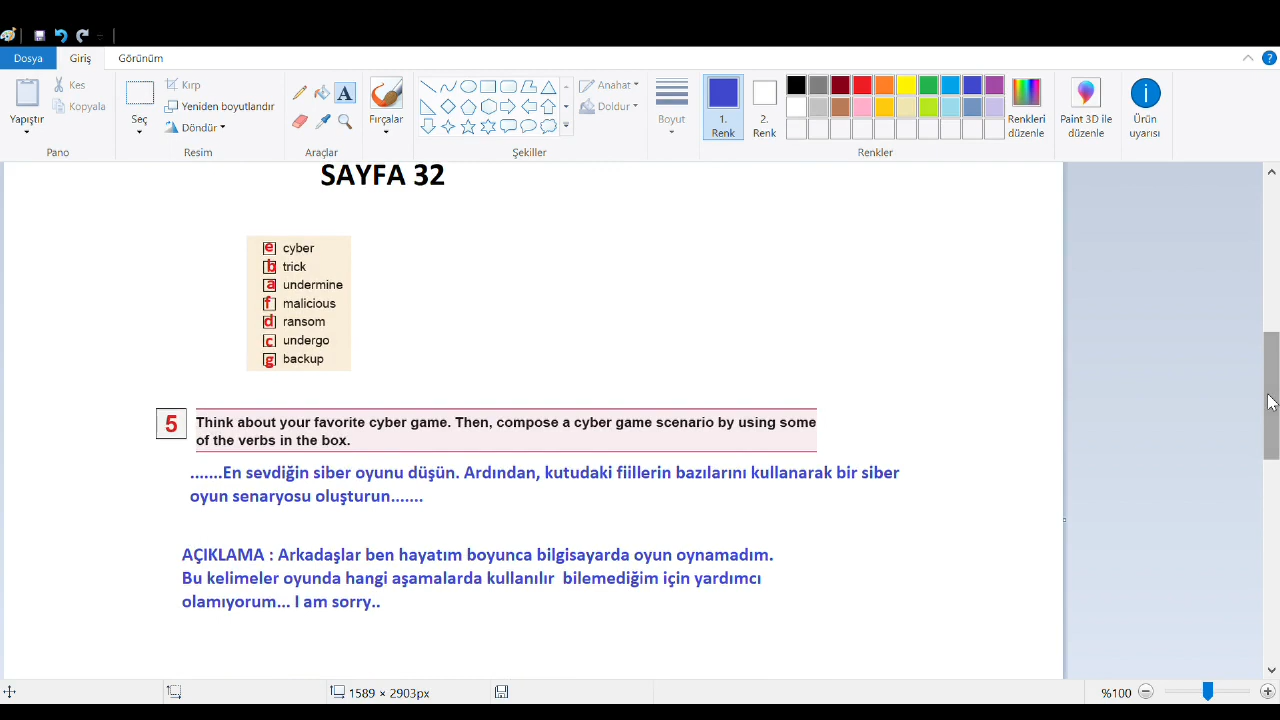 Dosya Giriş Görünüm
Yapıştır
Kes
Kopyala
Pano
Seç
Kırp
Yeniden boyutlandır
Döndür
Resim
A
Araçlar
Fırçalar
Şekiller
Anahat
Doldur
Boyut
1.
Renk
2.
Renk
Renkleri
düzenle
Renkler
Paint 3D ile
düzenle
Ürün
uyarısı
SAYFA 32
e cyber
b trick
a undermine
f malicious
d ransom
c undergo
g backup
5 Think about your favorite cyber game. Then, compose a cyber game scenario by using some
of the verbs in the box.
.......En sevdiğin siber oyunu düşün. Ardından, kutudaki fiillerin bazılarını kullanarak bir siber
oyun senaryosu oluşturun.......
AÇIKLAMA : Arkadaşlar ben hayatım boyunca bilgisayarda oyun oynamadım.
Bu kelimeler oyunda hangi aşamalarda kullanılır bilemediğim için yardımcı
olamıyorum... I am sorry..
1589 × 2903px
%100